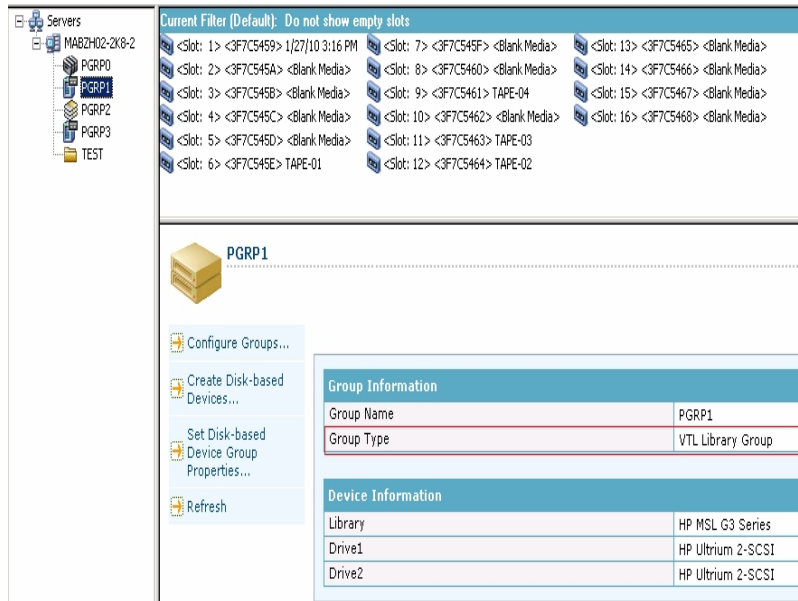 Servers
MABZH02-2K8-2
PGRP0
PGRP1
PGRP2
PGRP3
TEST
Current Filter (Default): Do not show empty slots
<Slot: 1> <3F7C5459> 1/27/10 3:16 PM
<Slot: 2> <3F7C545A> <Blank Media>
<Slot: 3> <3F7C545B> <Blank Media>
<Slot: 4> <3F7C545C> <Blank Media>
<Slot: 5> <3F7C545D> <Blank Media>
<Slot: 6> <3F7C545E> TAPE-01
<Slot: 7> <3F7C545F> <Blank Media>
<Slot: 8> <3F7C5460> <Blank Media>
<Slot: 9> <3F7C5461> TAPE-04
<Slot: 10> <3F7C5462> <Blank Media>
<Slot: 11> <3F7C5463> TAPE-03
<Slot: 12> <3F7C5464> TAPE-02
<Slot: 13> <3F7C5465> <Blank Media>
<Slot: 14> <3F7C5466> <Blank Media>
<Slot: 15> <3F7C5467> <Blank Media>
<Slot: 16> <3F7C5468> <Blank Media>
PGRP1
Configure Groups...
Create Disk-based
Devices...
Set Disk-based
Device Group
Properties...
Refresh
Group Information
Group Name PGRP1
Group Type VTL Library Group
Device Information
Library HP MSL G3 Series
Drive1 HP Ultrium 2-SCSI
Drive2 HP Ultrium 2-SCSI